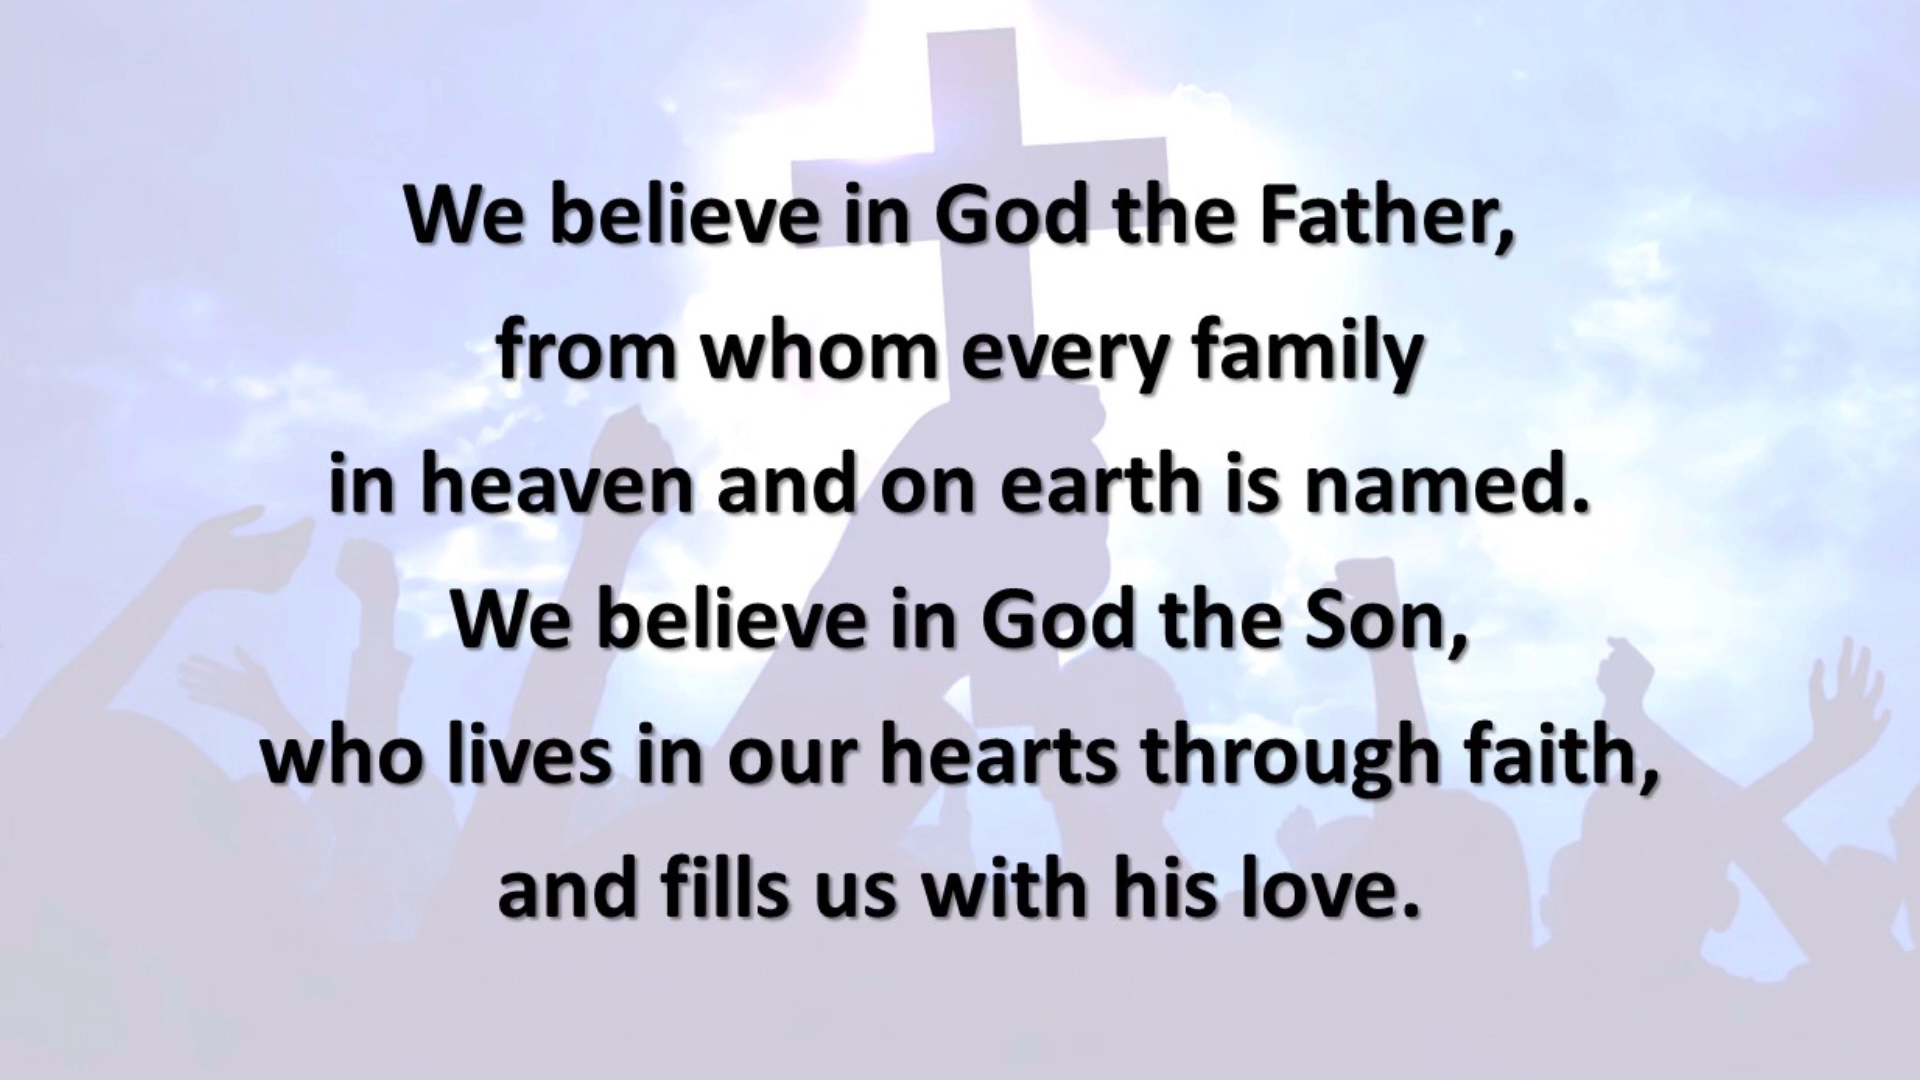 We believe in God the Father,
from whom every family
in heaven and on earth is named.
We believe in God the Son,
who lives in our hearts through faith,
and fills us with his love.